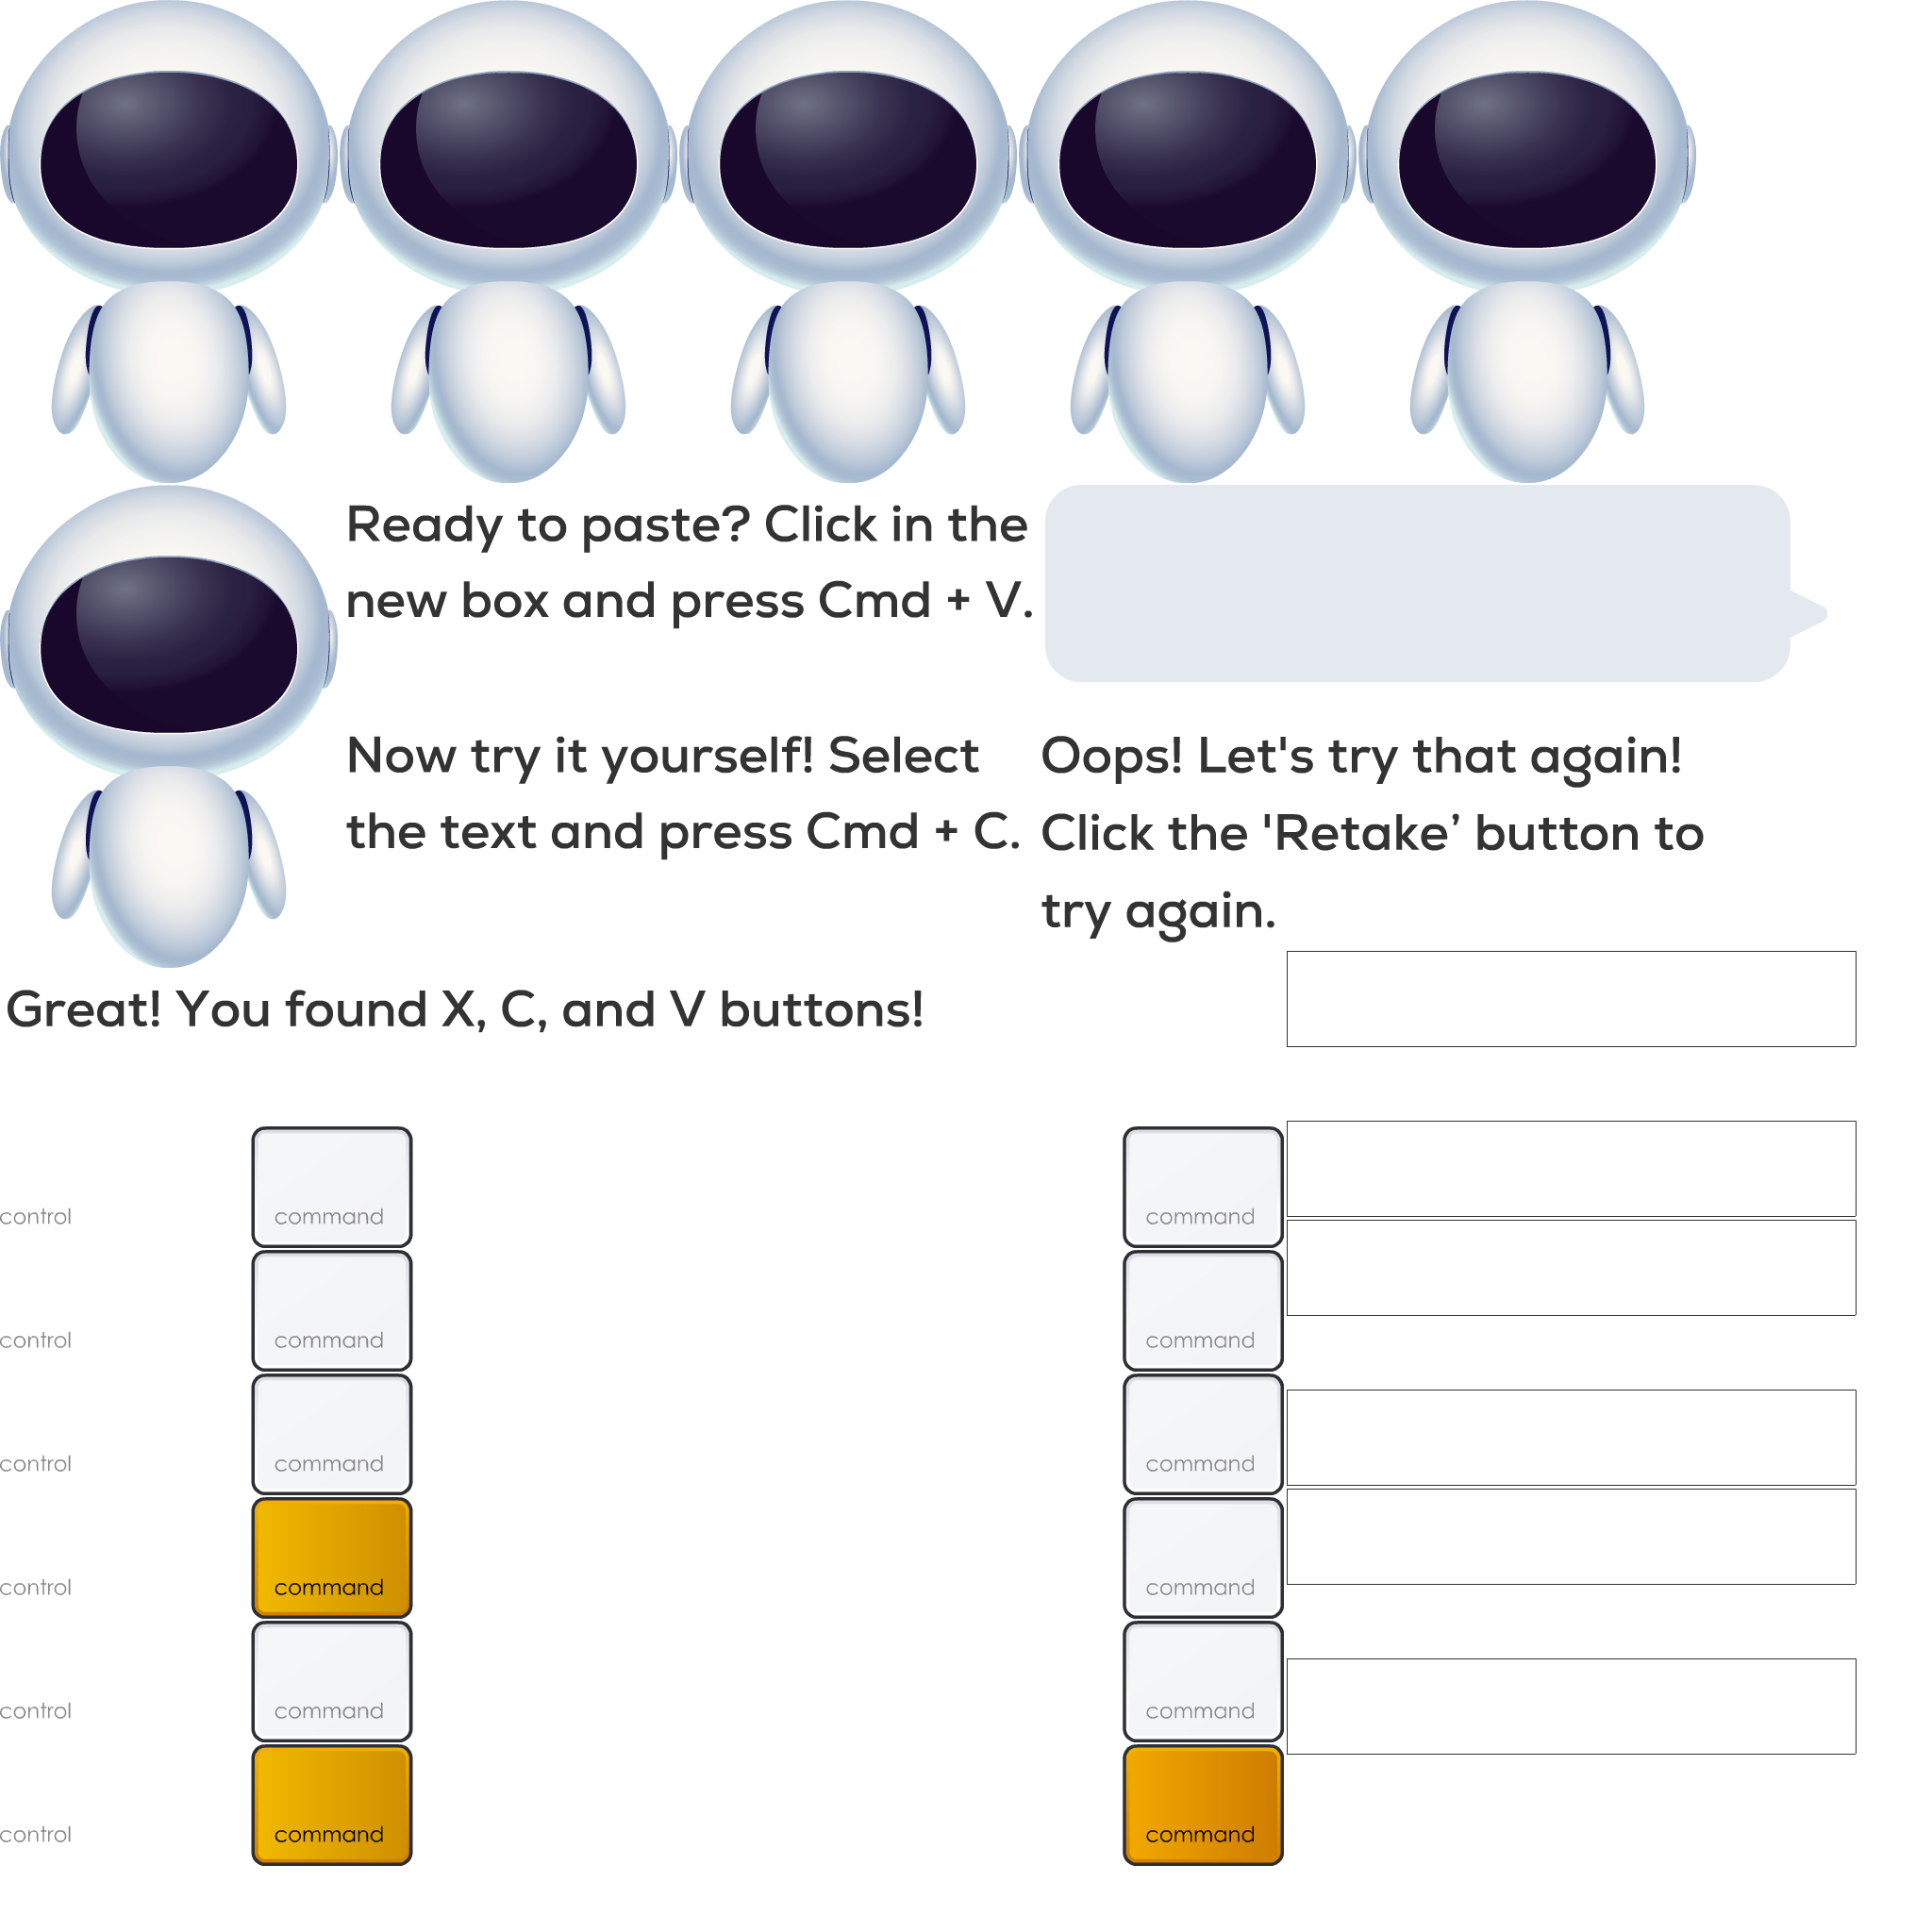 Ready to paste? Click in the
new box and press Cmd + V.
Now try it yourself! Select
the text and press Cmd + C.
Oops! Let's try that again!
Click the 'Retake’ button to
try again.
Great! You found X, C, and V buttons!
control command command
control command command
control command command
control command command
control command command
control command command